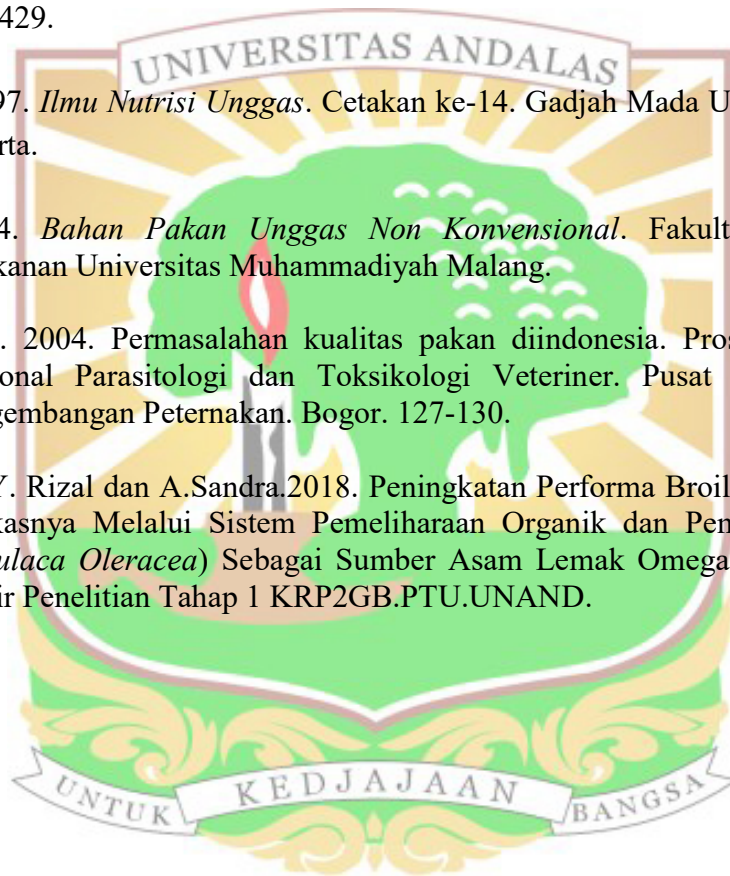 429.
UNIVERSITAS ANDALAS
97. Ilmu Nutrisi Unggas. Cetakan ke-14. Gadjah Mada U
rta.
4. Bahan Pakan Unggas Non Konvensional. Fakult
kanan Universitas Muhammadiyah Malang.
. 2004. Permasalahan kualitas pakan diindonesia. Pros
onal Parasitologi dan Toksikologi Veteriner. Pusat
gembangan Peternakan. Bogor. 127-130.
Y. Rizal dan A.Sandra.2018. Peningkatan Performa Broil
kasnya Melalui Sistem Pemeliharaan Organik dan Pen
ulaca Oleracea) Sebagai Sumber Asam Lemak Omega
ir Penelitian Tahap 1 KRP2GB.PTU.UNAND.
UNTUK KEDJAJAAN BANGSA